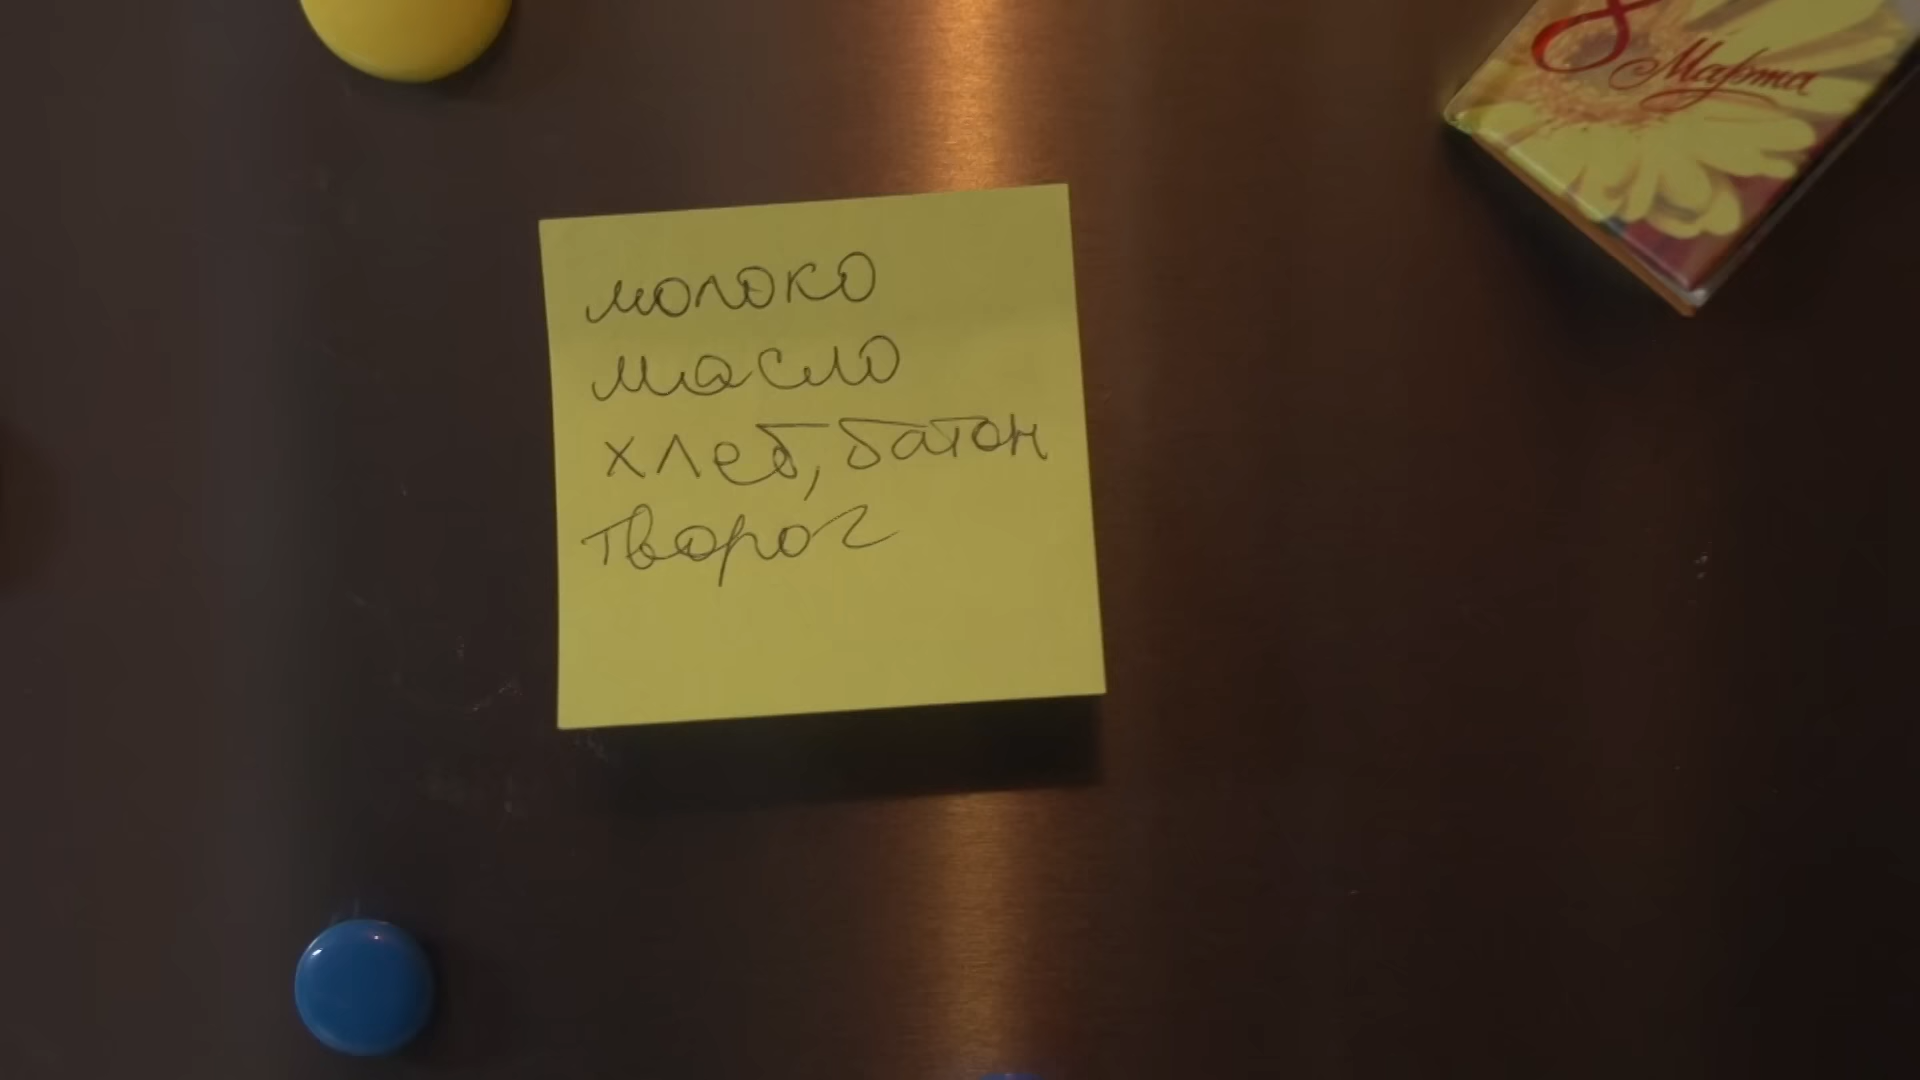 8
Марта
молоко
масло
хлеб, батон
творог